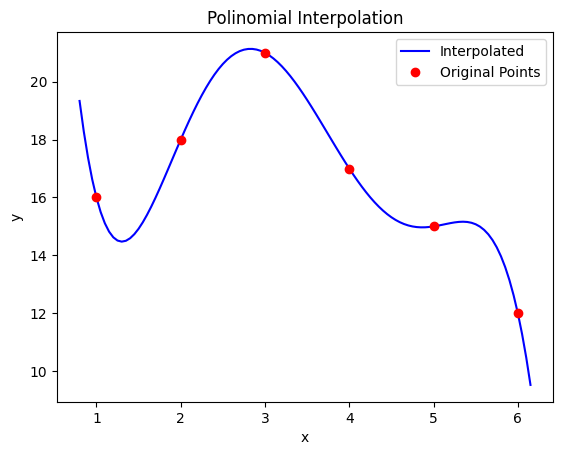 Polinomial Interpolation
Interpolated
Original Points
y
20
18
16
14
12
10
1 2 3 4 5 6
x